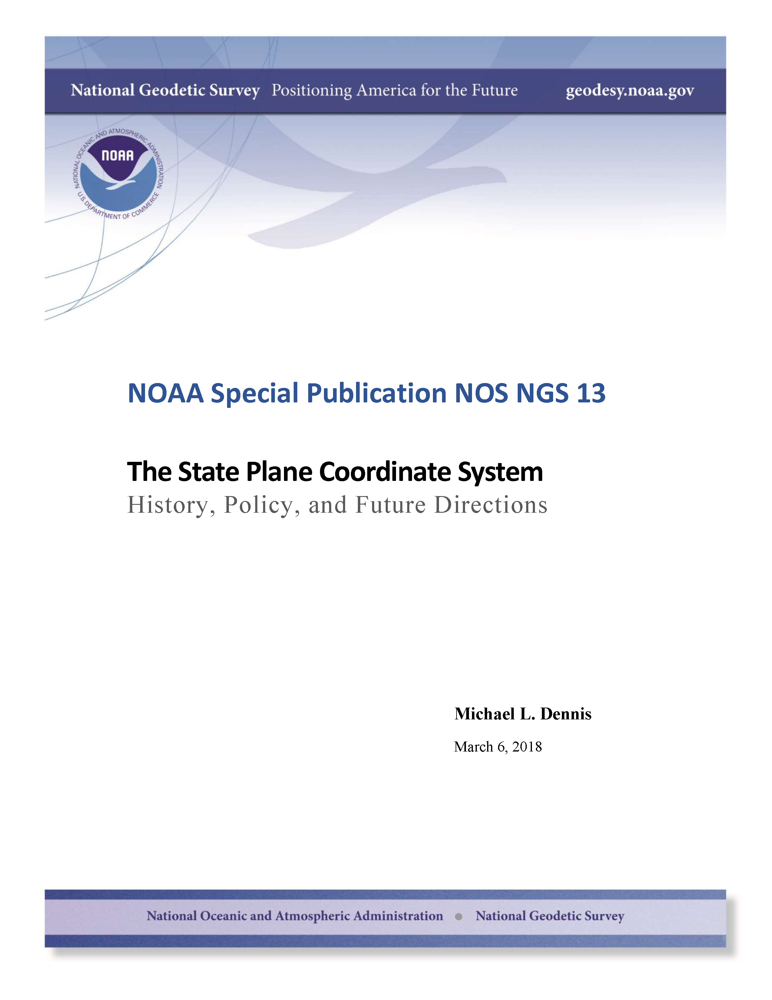 National Geodetic Survey Positioning America for the Future geodesy.noaa.gov
NATIONAL OCEANIC AND ATMOSPHERIC ADMINISTRATION
NOAA
U.S. DEPARTMENT OF COMMERCE
NOAA Special Publication NOS NGS 13
The State Plane Coordinate System
History, Policy, and Future Directions
Michael L. Dennis
March 6, 2018
National Oceanic and Atmospheric Administration ● National Geodetic Survey